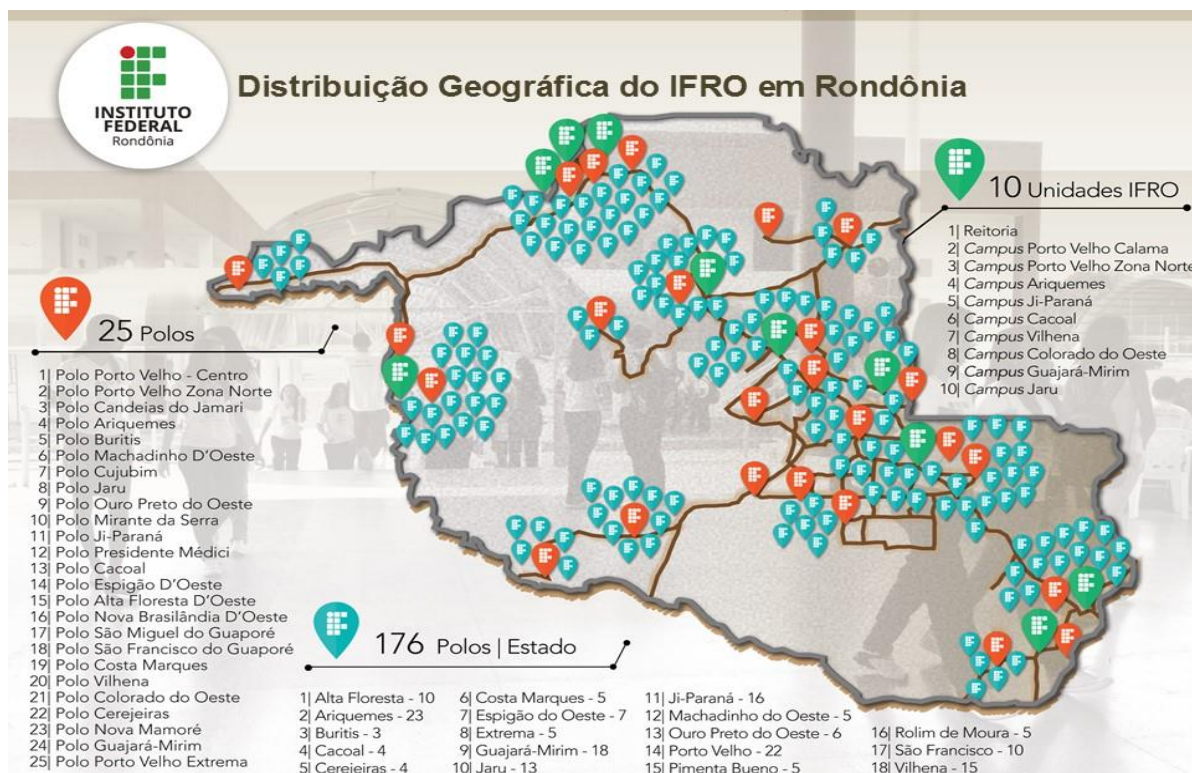 INSTITUTO
FEDERAL
Rondônia
Distribuição Geográfica do IFRO em Rondônia
10 Unidades IFRO
1| Reitoria
2| Campus Porto Velho Calama
3| Campus Porto Velho Zona Norte
4| Campus Ariquemes
5| Campus Ji-Paraná
6| Campus Cacoal
7| Campus Vilhena
8| Campus Colorado do Oeste
9| Campus Guajará-Mirim
10| Campus Jaru
25 Polos
1| Polo Porto Velho - Centro
2| Polo Porto Velho Zona Norte
3| Polo Candeias do Jamari
4| Polo Ariquemes
5| Polo Buritis
6| Polo Machadinho D'Oeste
7| Polo Cujubim
8| Polo Jaru
9| Polo Ouro Preto do Oeste
10| Polo Mirante da Serra
11| Polo Ji-Paraná
12| Polo Presidente Médici
13| Polo Cacoal
14| Polo Espigão D'Oeste
15| Polo Alta Floresta D'Oeste
16| Polo Nova Brasilândia D'Oeste
17| Polo São Miguel do Guaporé
18| Polo São Francisco do Guaporé
19| Polo Costa Marques
20| Polo Vilhena
21| Polo Colorado do Oeste
22| Polo Cerejeiras
23| Polo Nova Mamoré
24| Polo Guajará-Mirim
25| Polo Porto Velho Extrema
176 Polos | Estado
1| Alta Floresta - 10
2| Ariquemes - 23
3| Buritis - 3
4| Cacoal - 4
5| Cerejeiras - 4
6| Costa Marques - 5
7| Espigão do Oeste - 7
8| Extrema - 5
9| Guajará-Mirim - 18
10| Jaru - 13
11| Ji-Paraná - 16
12| Machadinho do Oeste - 5
13| Ouro Preto do Oeste - 6
14| Porto Velho - 22
15| Pimenta Bueno - 5
16| Rolim de Moura - 5
17| São Francisco - 10
18| Vilhena - 15